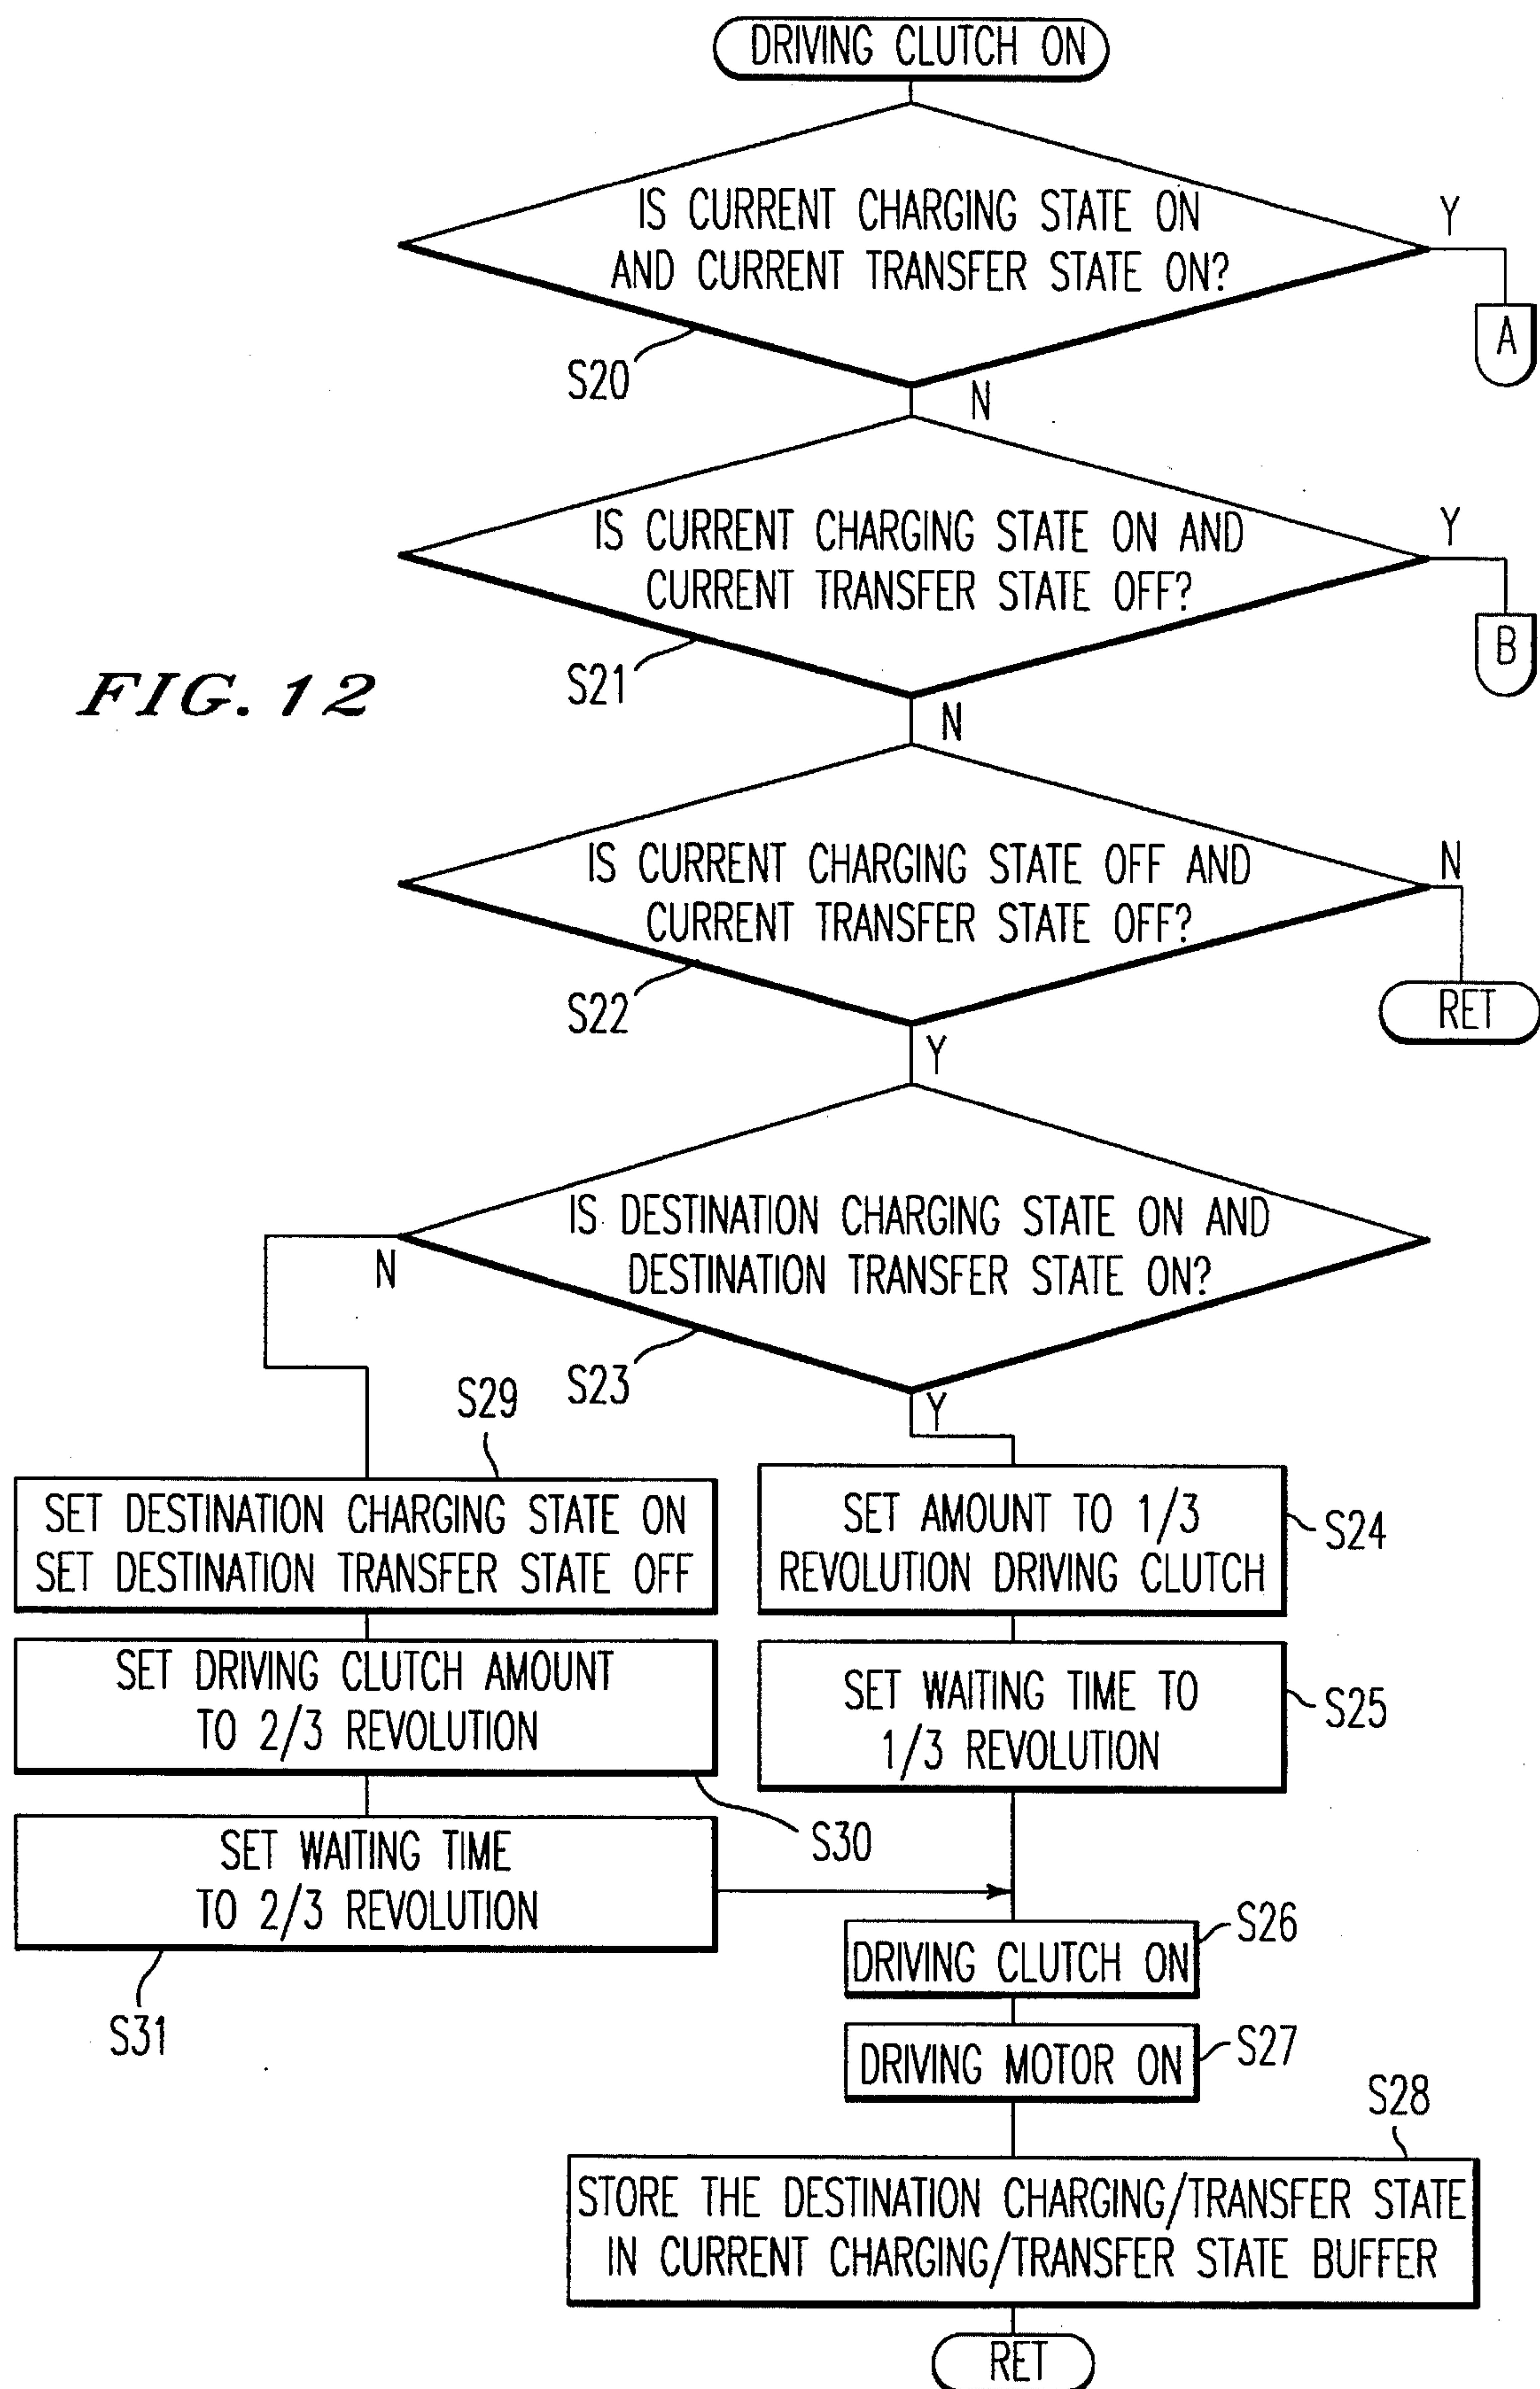 DRIVING CLUTCH ON
IS CURRENT CHARGING STATE ON
AND CURRENT TRANSFER STATE ON?
Y
A
S20
N
IS CURRENT CHARGING STATE ON AND
CURRENT TRANSFER STATE OFF?
Y
B
S21
N
FIG. 12
IS CURRENT CHARGING STATE OFF AND
CURRENT TRANSFER STATE OFF?
N
RET
S22
Y
IS DESTINATION CHARGING STATE ON AND
DESTINATION TRANSFER STATE ON?
N
S23
Y
S29
SET DESTINATION CHARGING STATE ON
SET DESTINATION TRANSFER STATE OFF
SET AMOUNT TO 1/3
REVOLUTION DRIVING CLUTCH
S24
SET DRIVING CLUTCH AMOUNT
TO 2/3 REVOLUTION
S30
SET WAITING TIME TO
1/3 REVOLUTION
S25
SET WAITING TIME
TO 2/3 REVOLUTION
S31
DRIVING CLUTCH ON
S26
DRIVING MOTOR ON
S27
S28
STORE THE DESTINATION CHARGING/TRANSFER STATE
IN CURRENT CHARGING/TRANSFER STATE BUFFER
RET